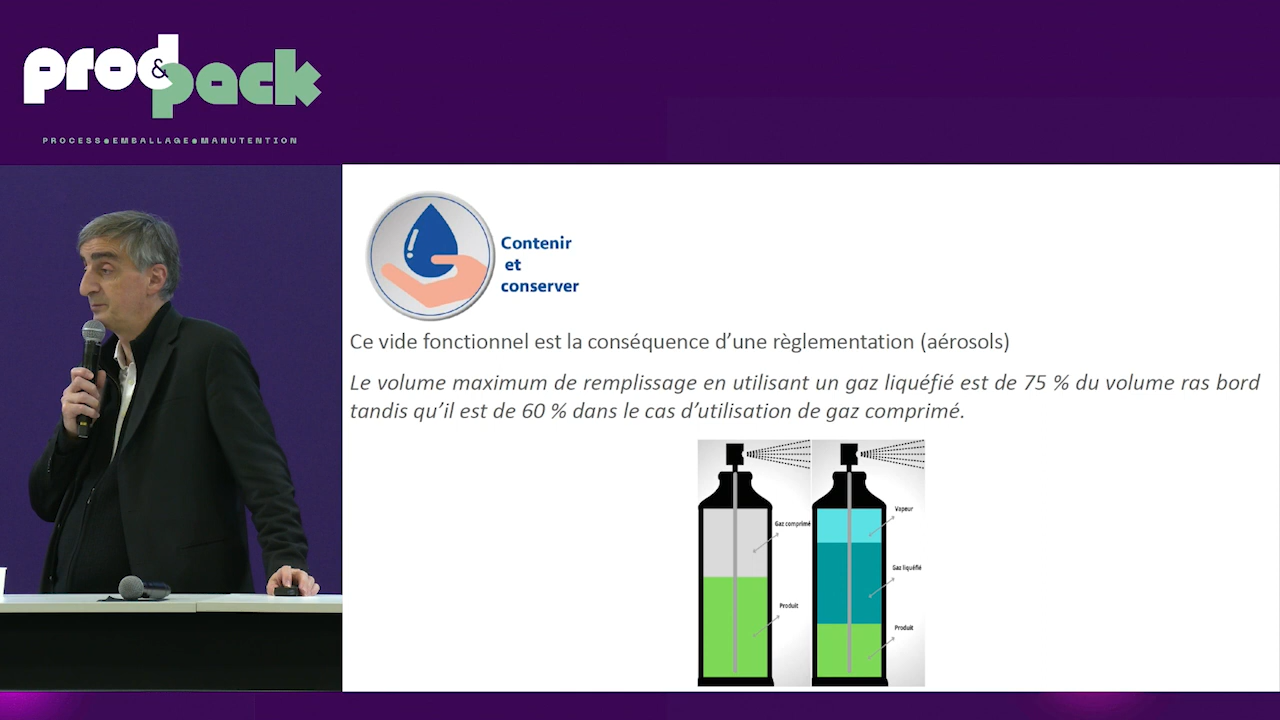 prod&pack
PROCESS●EMBALLAGE●MANUTENTION
Contenir
et
conserver
Ce vide fonctionnel est la conséquence d’une règlementation (aérosols)
Le volume maximum de remplissage en utilisant un gaz liquéfié est de 75 % du volume ras bord
tandis qu’il est de 60 % dans le cas d’utilisation de gaz comprimé.
Gaz comprimé
Produit
Vapeur
Gaz liquéfié
Produit